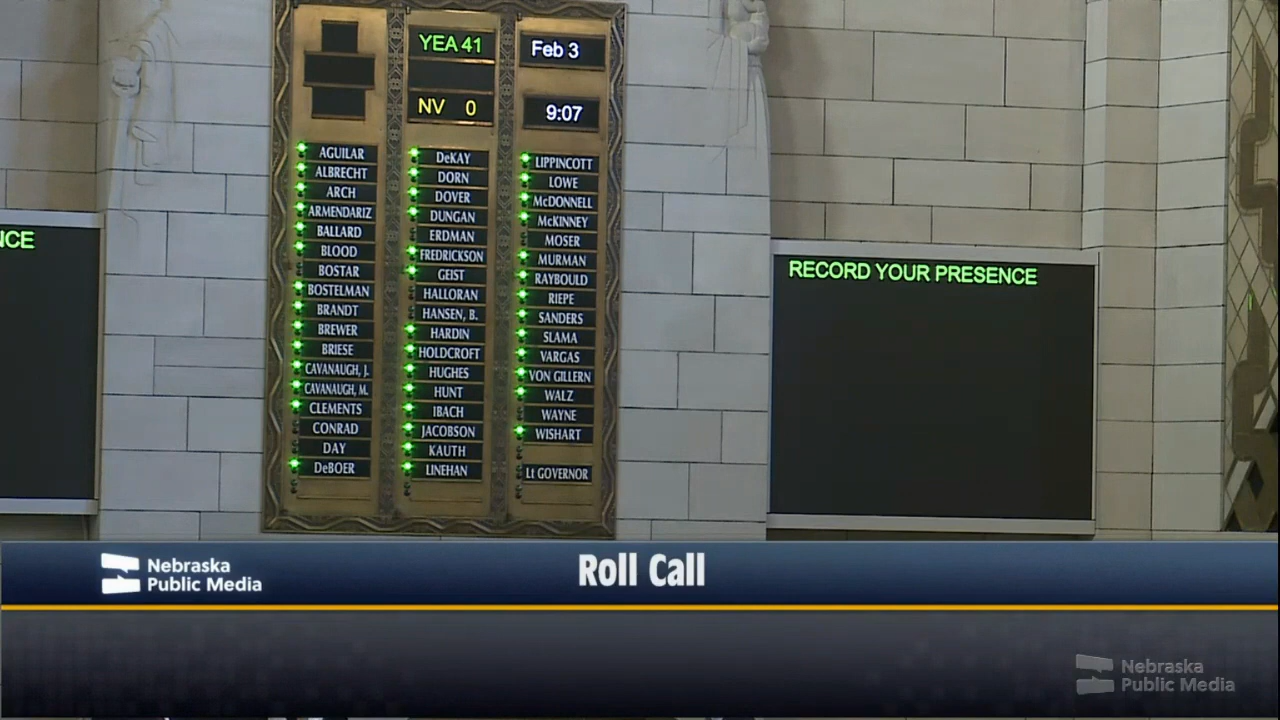 YEA 41
Feb 3
NV 0
9:07
AGUILAR
ALBRECHT
ARCH
ARMENDARIZ
BALLARD
BLOOD
BOSTAR
BOSTELMAN
BRANDT
BREWER
BRIESE
CAVANAUGH, J.
CAVANAUGH, M.
CLEMENTS
CONRAD
DAY
DeBOER
DeKAY
DORN
DOVER
DUNGAN
ERDMAN
FREDRICKSON
GEIST
HALLORAN
HANSEN, B.
HARDIN
HOLDCROFT
HUGHES
HUNT
IBACH
JACOBSON
KAUTH
LINEHAN
LIPPINCOTT
LOWE
McDONNELL
McKINNEY
MOSER
MURMAN
RAYBOULD
RIEPE
SANDERS
SLAMA
VARGAS
VON GILLERN
WALZ
WAYNE
WISHART
Lt GOVERNOR
NCE
RECORD YOUR PRESENCE
Nebraska
Public Media
Roll Call
Nebraska
Public Media